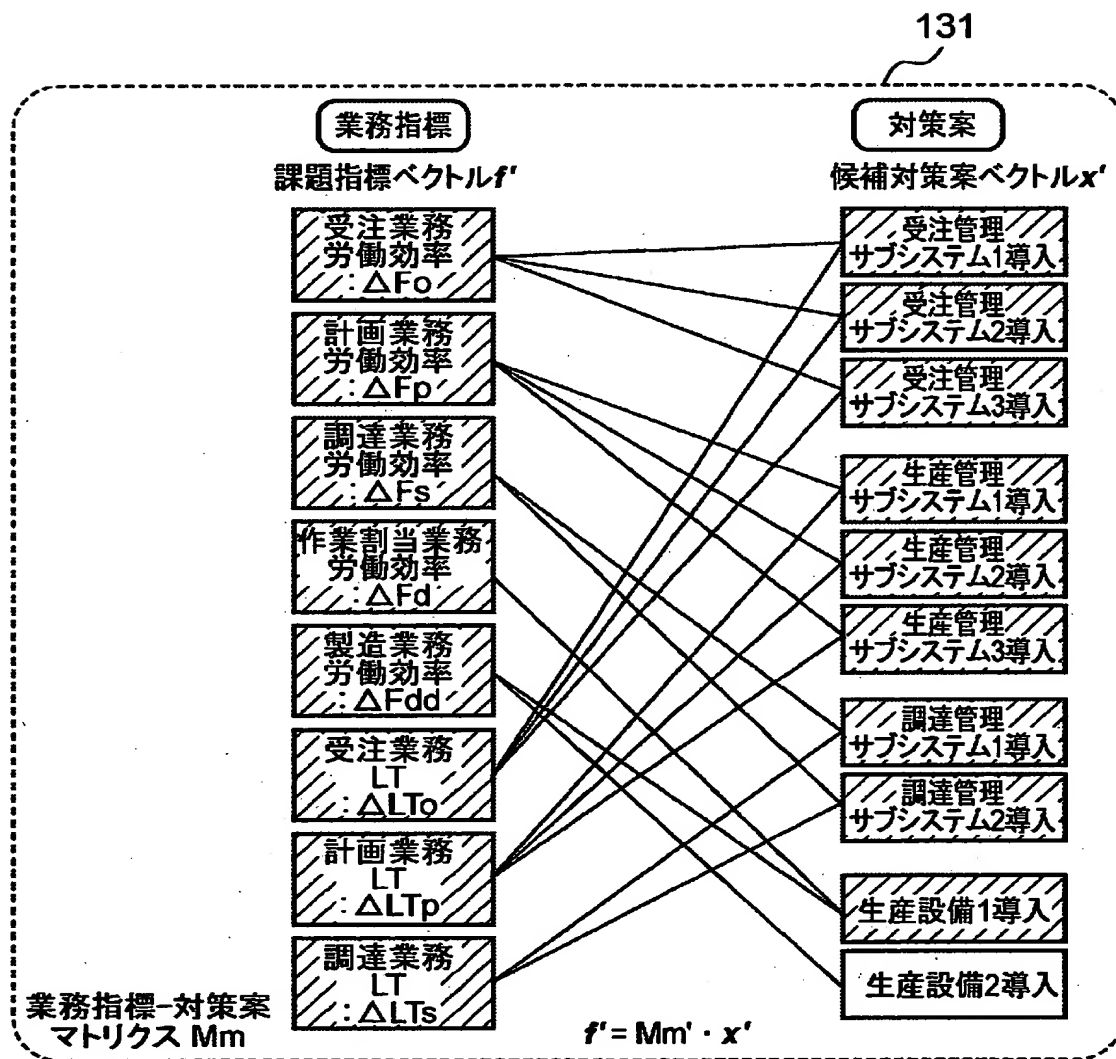 131
業務指標
課題指標ベクトルf'
受注業務
労働効率
:△Fo
計画業務
労働効率
:△Fp
調達業務
労働効率
:△Fs
作業割当業務
労働効率
:△Fd
製造業務
労働効率
:△Fdd
受注業務
LT
:△LTo
計画業務
LT
:△LTp
調達業務
LT
:△LTs
対策案
候補対策案ベクトルx'
受注管理
サブシステム1導入
受注管理
サブシステム2導入
受注管理
サブシステム3導入
生産管理
サブシステム1導入
生産管理
サブシステム2導入
生産管理
サブシステム3導入
調達管理
サブシステム1導入
調達管理
サブシステム2導入
生産設備1導入
生産設備2導入
業務指標-対策案
マトリクス Mm
f' = Mm' · x'